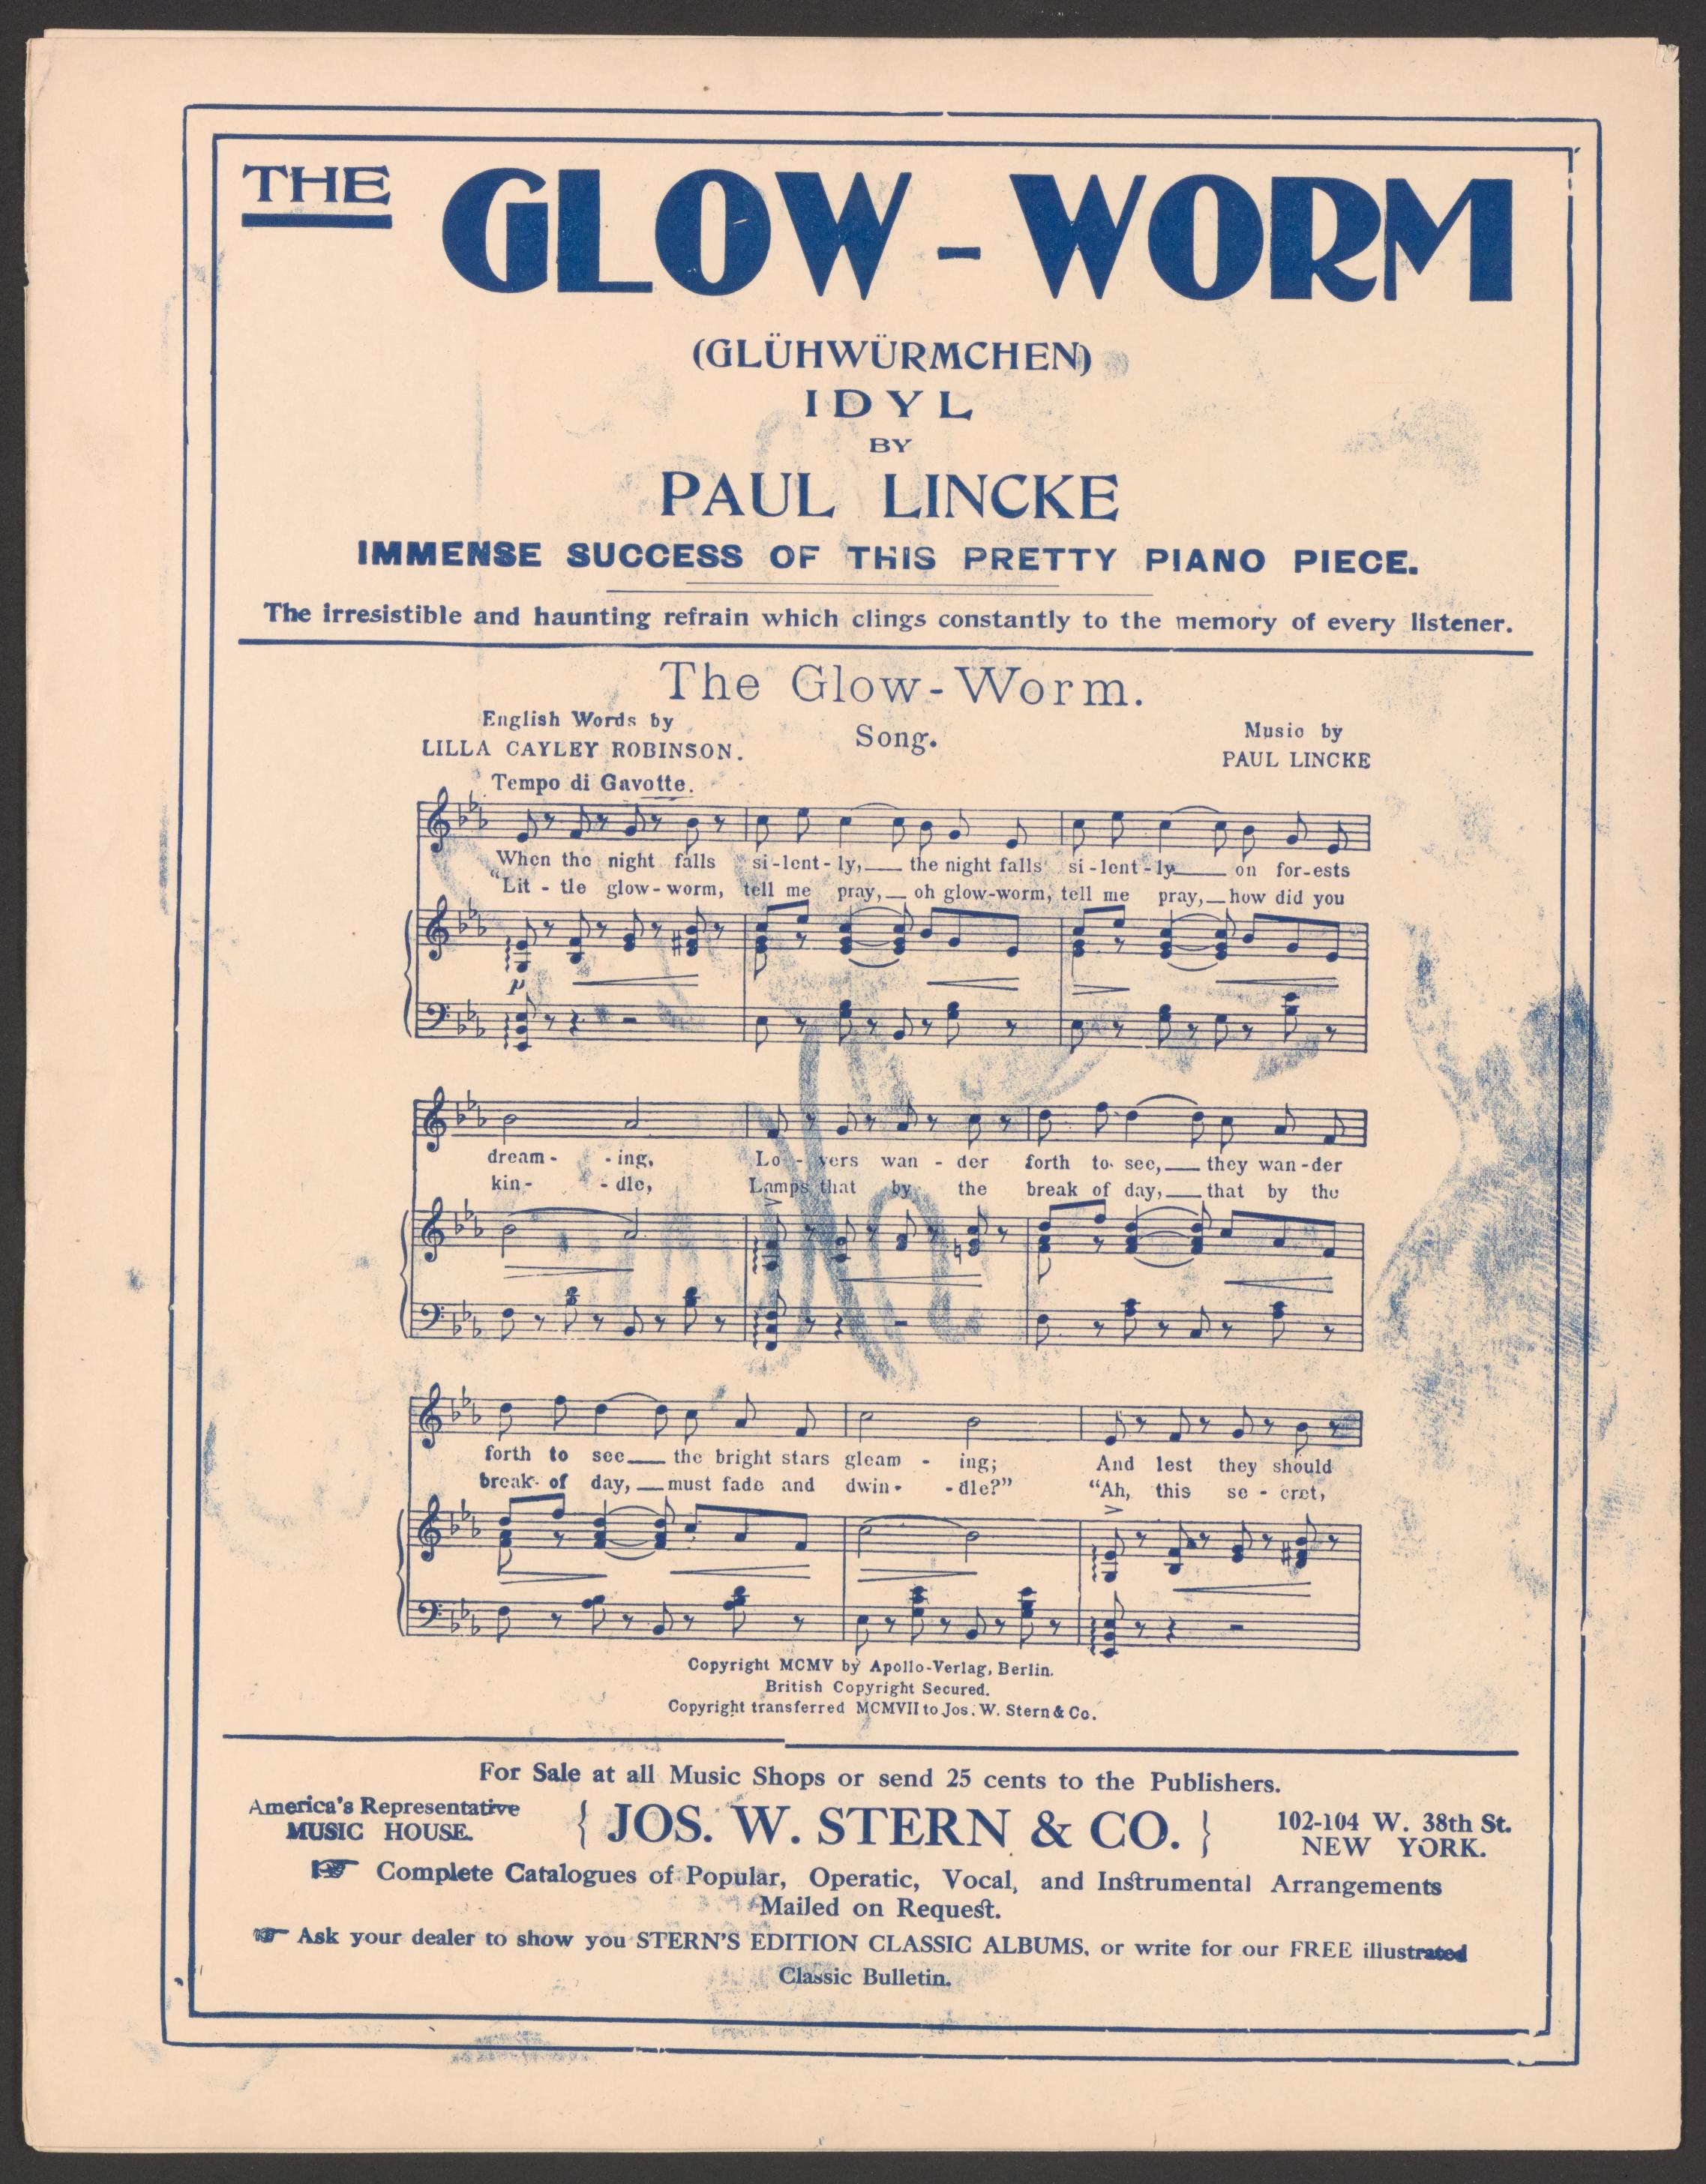 THE GLOW-WORM
(GLÜHWÜRMCHEN)
IDYL
BY
PAUL LINCKE
IMMENSE SUCCESS OF THIS PRETTY PIANO PIECE.
The irresistible and haunting refrain which clings constantly to the memory of every listener.
The Glow-Worm.
Song.
English Words by
LILLA CAYLEY ROBINSON.
Music by
PAUL LINCKE
Tempo di Gavotte.
When the night falls si-lent-ly, the night falls si-lent-ly on for-ests
"Lit-tle glow-worm, tell me pray, oh glow-worm, tell me pray, how did you
p
dream-ing, Lo-vers wan-der forth to see, they wan-der
kin-dle, Lamps that by the break of day, that by the
forth to see the bright stars gleam-ing; And lest they should
break of day, must fade and dwin-dle?" "Ah, this se-cret,
Copyright MCMV by Apollo-Verlag, Berlin.
British Copyright Secured.
Copyright transferred MCMVII to Jos. W. Stern & Co.
For Sale at all Music Shops or send 25 cents to the Publishers.
America's Representative
MUSIC HOUSE.
{ JOS. W. STERN & CO. }
102-104 W. 38th St.
NEW YORK.
☞ Complete Catalogues of Popular, Operatic, Vocal, and Instrumental Arrangements
Mailed on Request.
☞ Ask your dealer to show you STERN'S EDITION CLASSIC ALBUMS, or write for our FREE illustrated
Classic Bulletin.